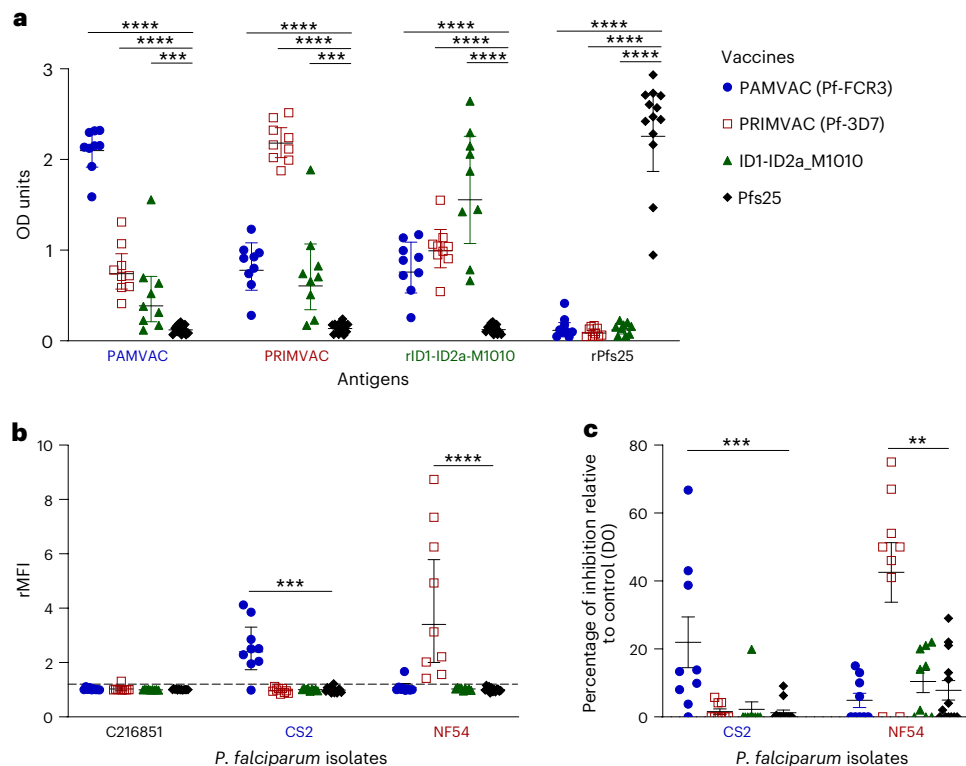 a
**** **** **** ****
**** **** **** ****
*** *** **** ****
OD units
3
2
1
0
PAMVAC PRIMVAC rID1-ID2a-M1010 rPfs25
Antigens
Vaccines
PAMVAC (Pf-FCR3)
PRIMVAC (Pf-3D7)
ID1-ID2a_M1010
Pfs25
b
rMFI
10
8
6
4
2
0
***
****
C216851 CS2 NF54
P. falciparum isolates
c
Percentage of inhibition relative
to control (D0)
80
60
40
20
0
***
**
CS2 NF54
P. falciparum isolates